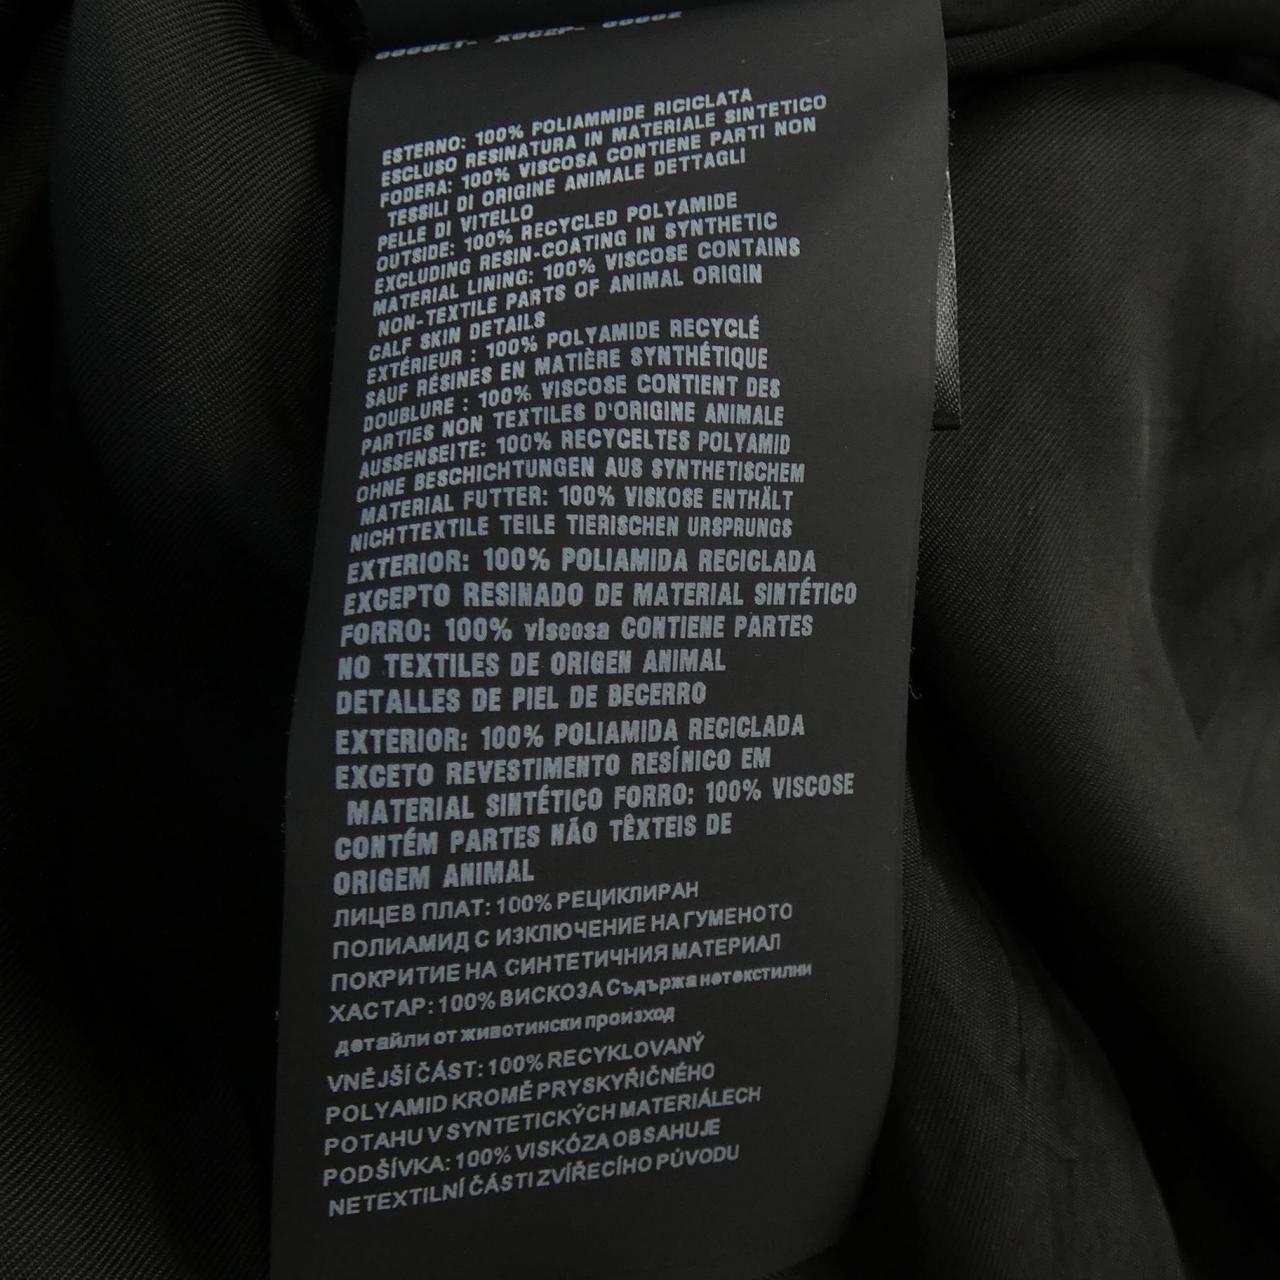 ESTERNO: 100% POLIAMMIDE RICICLATA
ESCLUSO RESINATURA IN MATERIALE SINTETICO
FODERA: 100% VISCOSA CONTIENE PARTI NON
TESSILI DI ORIGINE ANIMALE DETTAGLI
PELLE DI VITELLO
OUTSIDE: 100% RECYCLED POLYAMIDE
EXCLUDING RESIN-COATING IN SYNTHETIC
MATERIAL LINING: 100% VISCOSE CONTAINS
NON-TEXTILE PARTS OF ANIMAL ORIGIN
CALF SKIN DETAILS
EXTÉRIEUR : 100% POLYAMIDE RECYCLÉ
SAUF RÉSINES EN MATIÈRE SYNTHÉTIQUE
DOUBLURE : 100% VISCOSE CONTIENT DES
PARTIES NON TEXTILES D'ORIGINE ANIMALE
AUSSENSEITE: 100% RECYCELTES POLYAMID
OHNE BESCHICHTUNGEN AUS SYNTHETISCHEM
MATERIAL FUTTER: 100% VISKOSE ENTHÄLT
NICHTTEXTILE TEILE TIERISCHEN URSPRUNGS
EXTERIOR: 100% POLIAMIDA RECICLADA
EXCEPTO RESINADO DE MATERIAL SINTÉTICO
FORRO: 100% viscosa CONTIENE PARTES
NO TEXTILES DE ORIGEN ANIMAL
DETALLES DE PIEL DE BECERRO
EXTERIOR: 100% POLIAMIDA RECICLADA
EXCETO REVESTIMENTO RESÍNICO EM
MATERIAL SINTÉTICO FORRO: 100% VISCOSE
CONTÉM PARTES NÃO TÊXTEIS DE
ORIGEM ANIMAL
ЛИЦЕВ ПЛАТ: 100% РЕЦИКЛИРАН
ПОЛИАМИД С ИЗКЛЮЧЕНИЕ НА ГУМЕНОТО
ПОКРИТИЕ НА СИНТЕТИЧНИЯ МАТЕРИАЛ
ХАСТАР: 100% ВИСКОЗА Съдържа нетекстилни
детайли от животински произход
VNĚJŠÍ ČÁST: 100% RECYKLOVANÝ
POLYAMID KROMĚ PRYSKYŘIČNÉHO
POTAHU V SYNTETICKÝCH MATERIÁLECH
PODŠÍVKA: 100% VISKÓZA OBSAHUJE
NETEXTILNÍ ČÁSTI ZVÍŘECÍHO PŮVODU